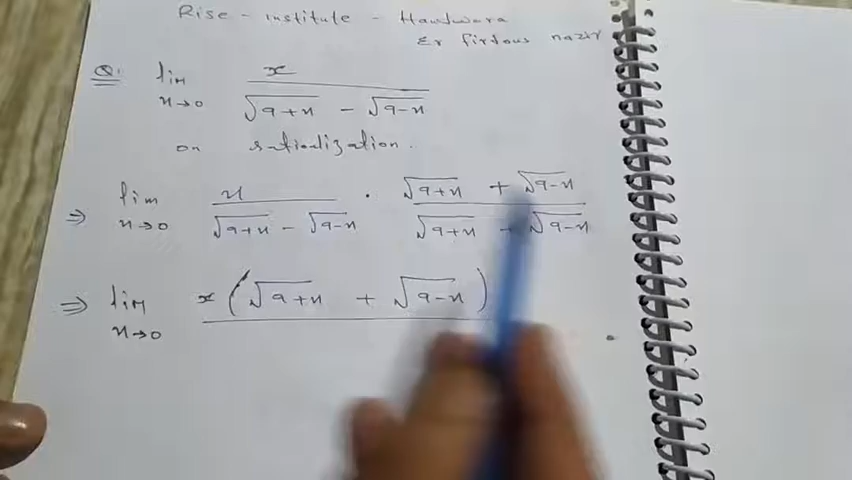 Rise - institute - Handwara
Er firdous nazir
Q: lim x→0 x / (√(9+x) - √(9-x))
on rationalization.
⇒ lim x→0 x / (√(9+x) - √(9-x)) · (√(9+x) + √(9-x)) / (√(9+x) + √(9-x))
⇒ lim x→0 x(√(9+x) + √(9-x))